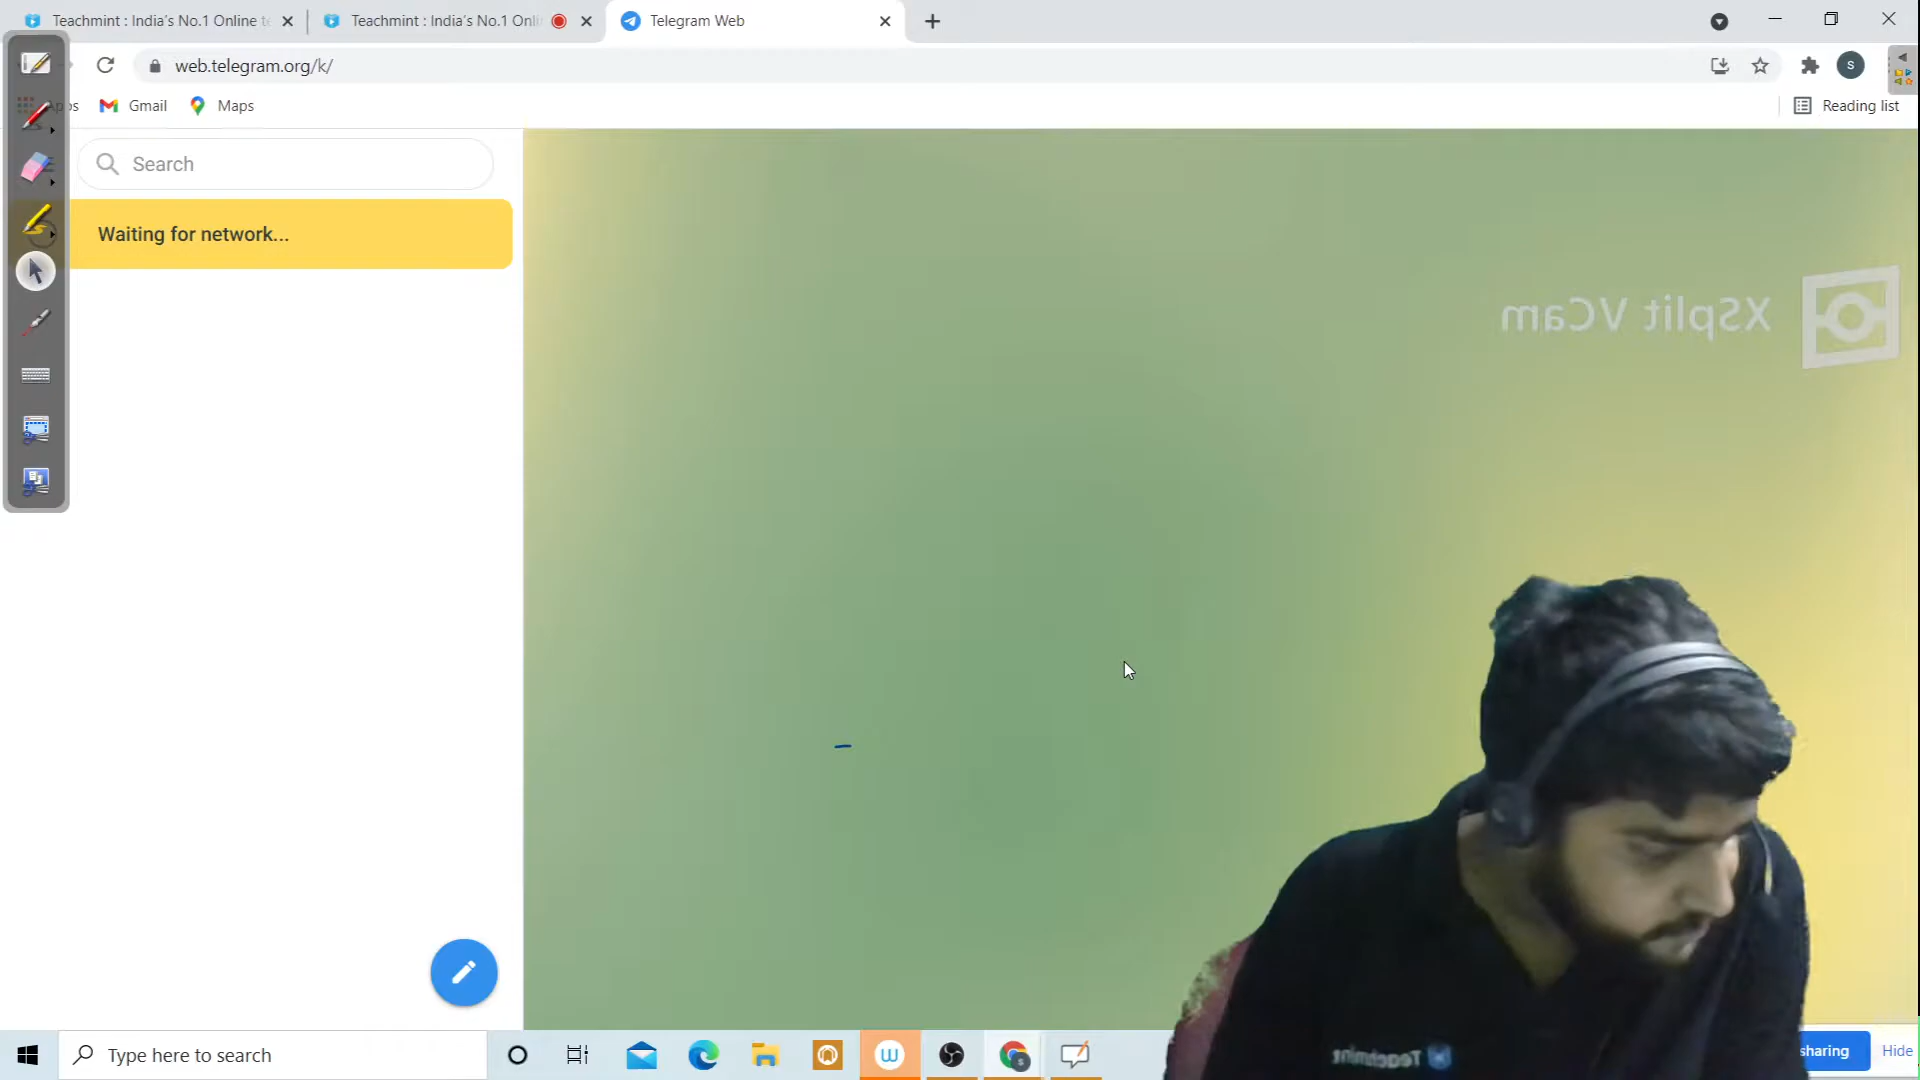 Teachmint : India's No.1 Online te
Teachmint : India's No.1 Onli
Telegram Web
web.telegram.org/k/
S
Gmail
Maps
Reading list
Search
Waiting for network...
XSplit VCam
Teachmint
Type here to search
sharing
Hide